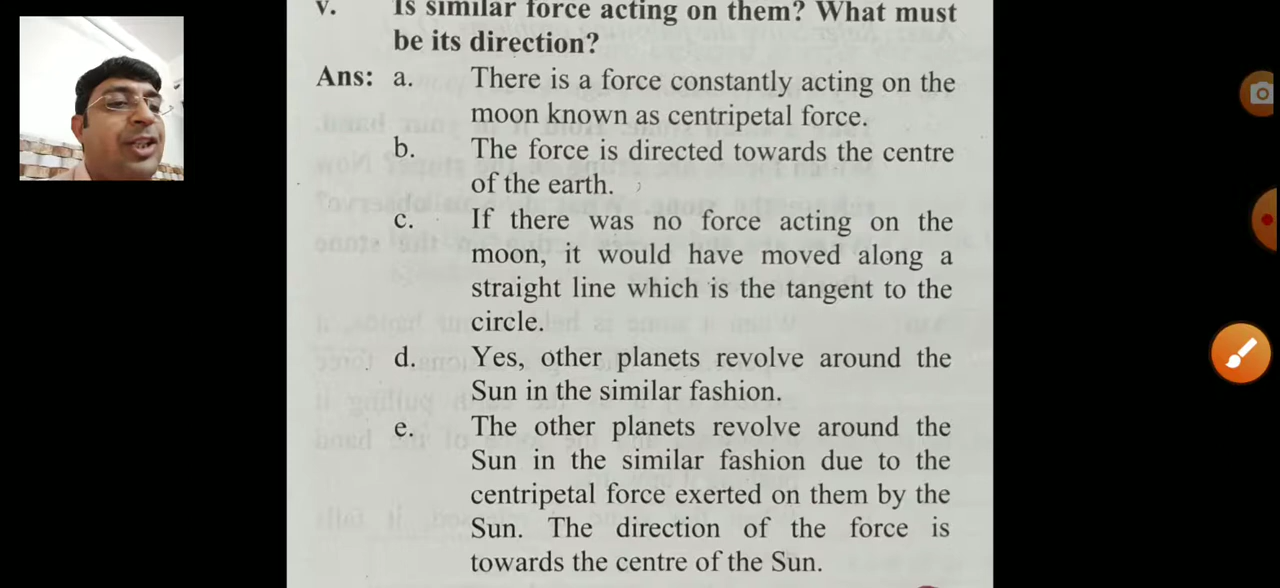 v. Is similar force acting on them? What must
be its direction?
Ans: a. There is a force constantly acting on the
moon known as centripetal force.
b. The force is directed towards the centre
of the earth.
c. If there was no force acting on the
moon, it would have moved along a
straight line which is the tangent to the
circle.
d. Yes, other planets revolve around the
Sun in the similar fashion.
e. The other planets revolve around the
Sun in the similar fashion due to the
centripetal force exerted on them by the
Sun. The direction of the force is
towards the centre of the Sun.